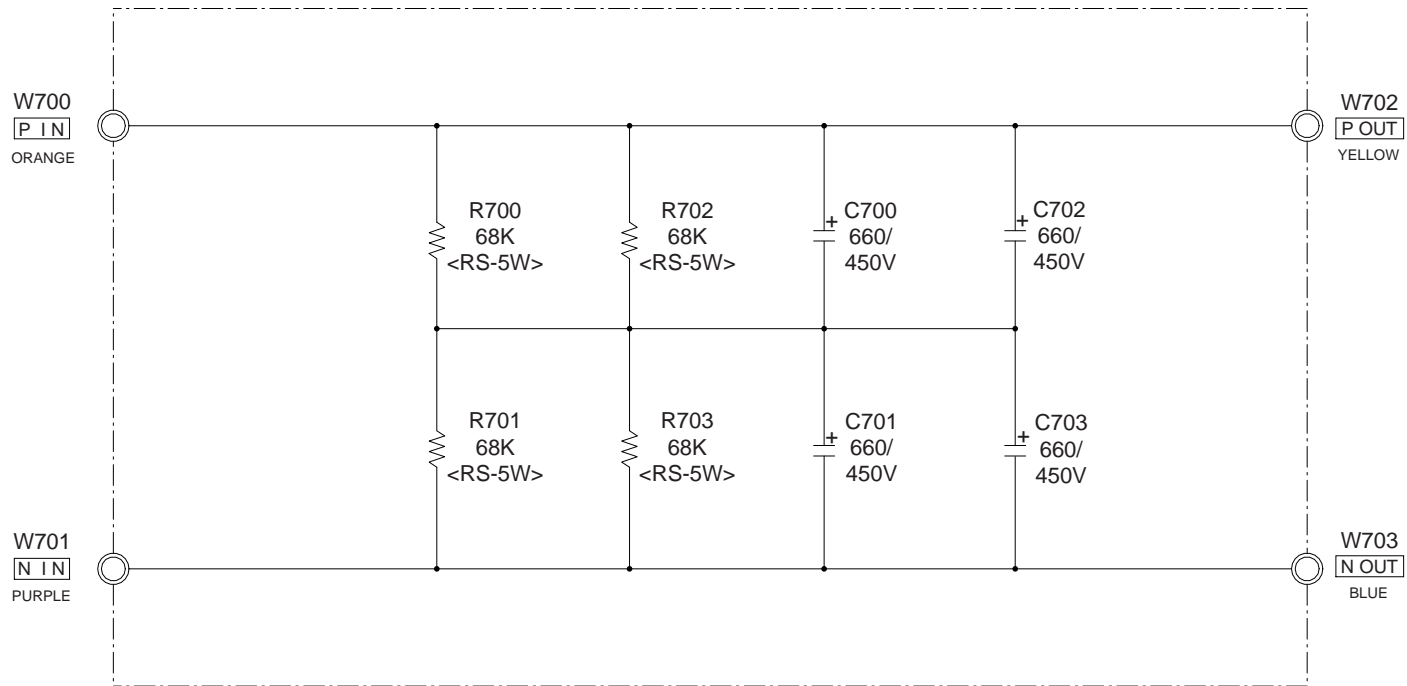 W700
P IN
ORANGE
W702
P OUT
YELLOW
R700
68K
<RS-5W>
R702
68K
<RS-5W>
+
C700
660/
450V
+
C702
660/
450V
R701
68K
<RS-5W>
R703
68K
<RS-5W>
+
C701
660/
450V
+
C703
660/
450V
W701
N IN
PURPLE
W703
N OUT
BLUE